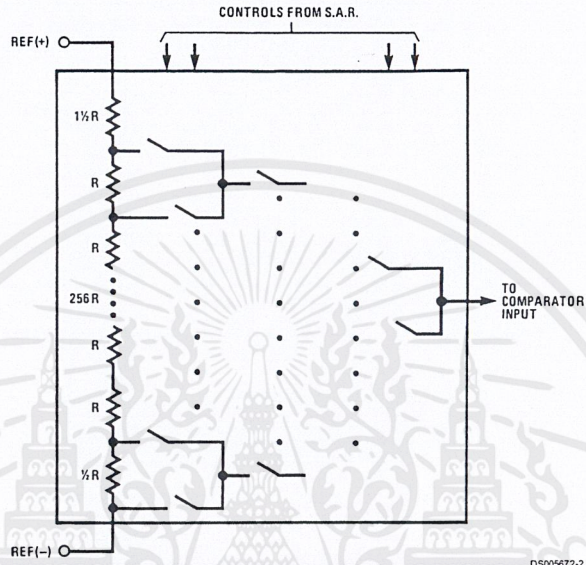 CONTROLS FROM S.A.R.
REF(+)
1½R
R
R
256R
R
R
½R
TO
COMPARATOR
INPUT
REF(−)
DS005672-2